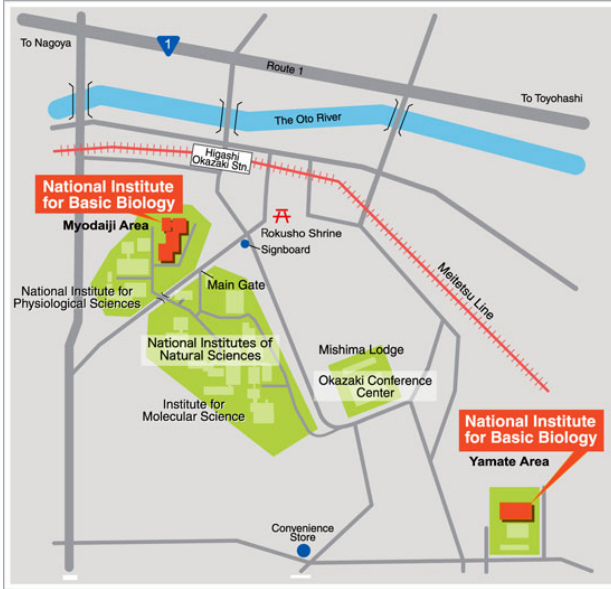 To Nagoya
1
Route 1
To Toyohashi
The Oto River
Higashi
Okazaki Stn.
National Institute
for Basic Biology
Myodaiji Area
Rokusho Shrine
Signboard
Main Gate
Meitetsu Line
National Institute for
Physiological Sciences
National Institutes of
Natural Sciences
Mishima Lodge
Okazaki Conference
Center
Institute for
Molecular Science
National Institute
for Basic Biology
Yamate Area
Convenience
Store